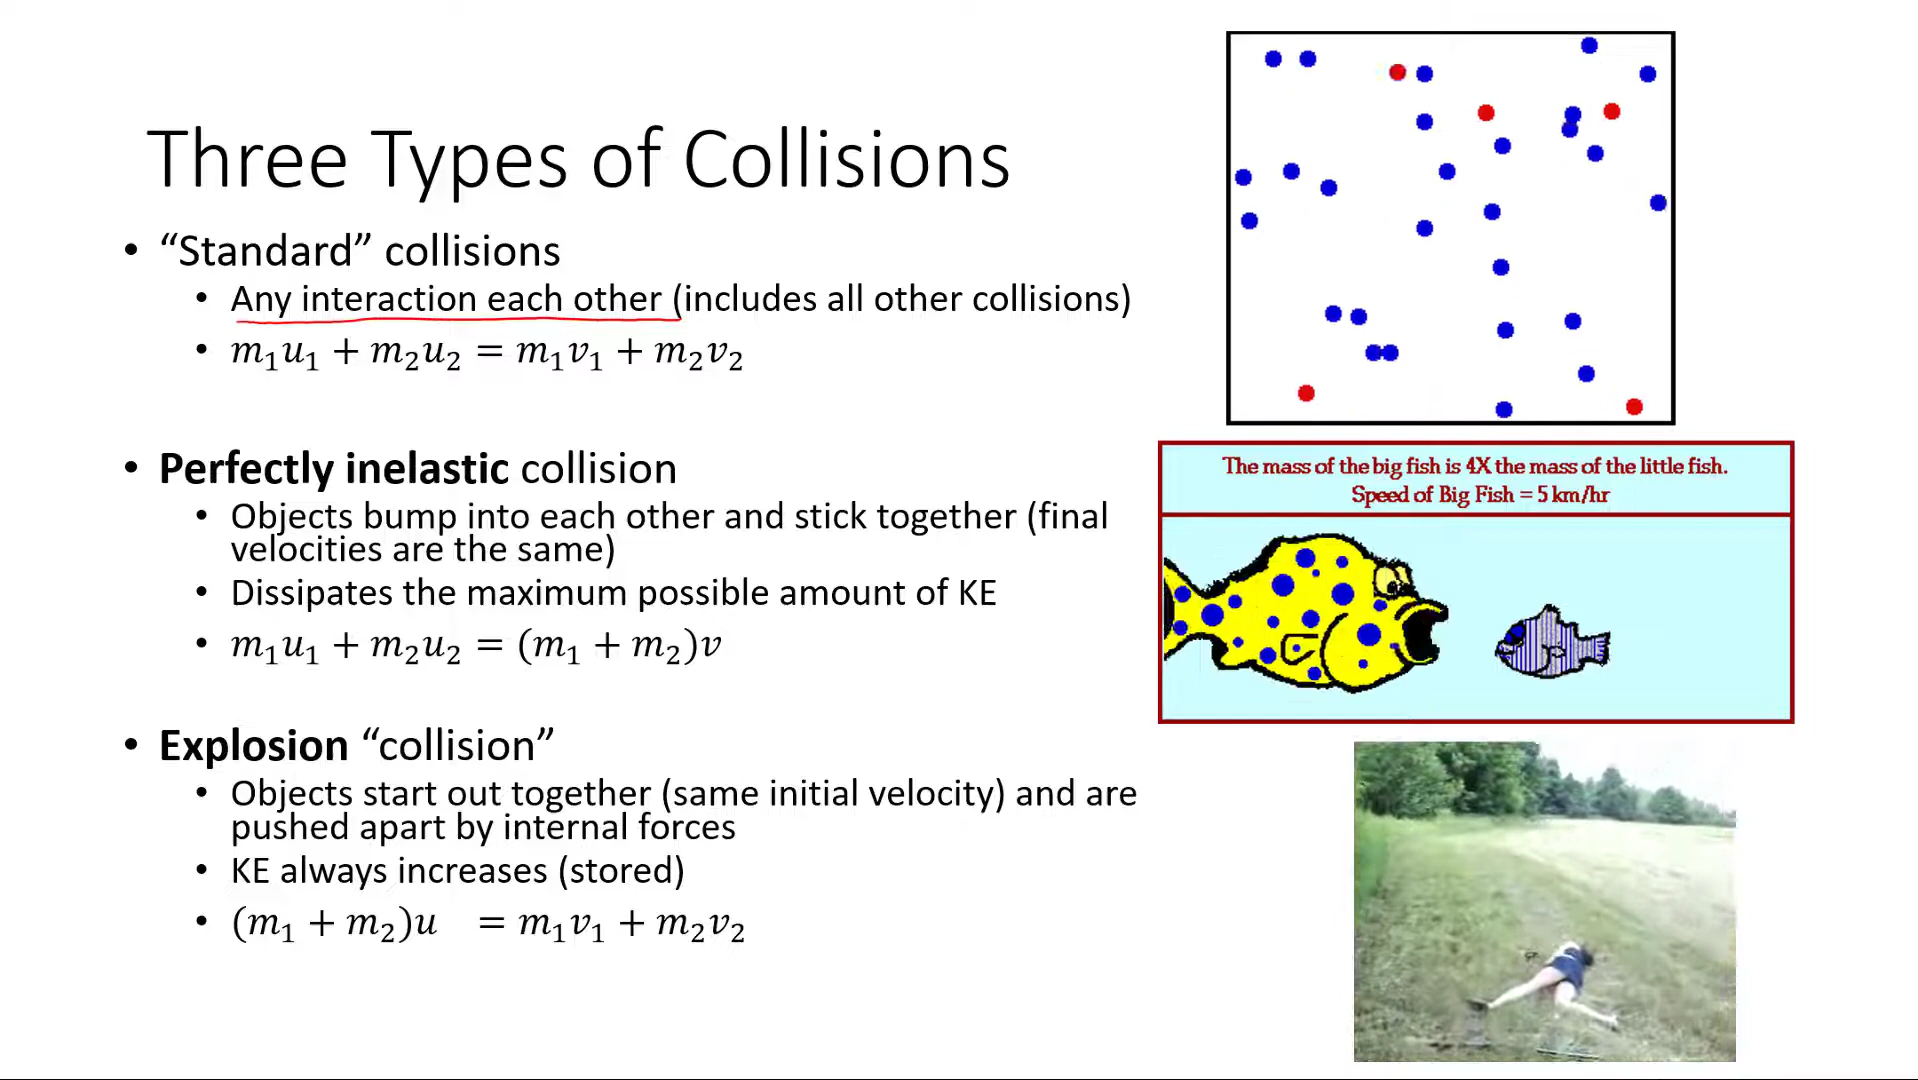 Three Types of Collisions
• “Standard” collisions
• Any interaction each other (includes all other collisions)
• m₁u₁ + m₂u₂ = m₁v₁ + m₂v₂
• Perfectly inelastic collision
• Objects bump into each other and stick together (final
velocities are the same)
• Dissipates the maximum possible amount of KE
• m₁u₁ + m₂u₂ = (m₁ + m₂)v
• Explosion “collision”
• Objects start out together (same initial velocity) and are
pushed apart by internal forces
• KE always increases (stored)
• (m₁ + m₂)u = m₁v₁ + m₂v₂
The mass of the big fish is 4X the mass of the little fish.
Speed of Big Fish = 5 km/hr